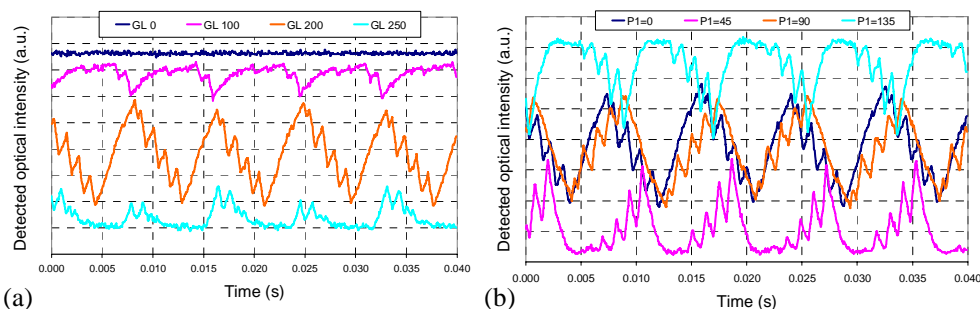 GL 0 GL 100 GL 200 GL 250
Detected optical intensity (a.u.)
0.000 0.005 0.010 0.015 0.020 0.025 0.030 0.035 0.040
Time (s)
(a)
P1=0 P1=45 P1=90 P1=135
Detected optical intensity (a.u.)
0.000 0.005 0.010 0.015 0.020 0.025 0.030 0.035 0.040
Time (s)
(b)